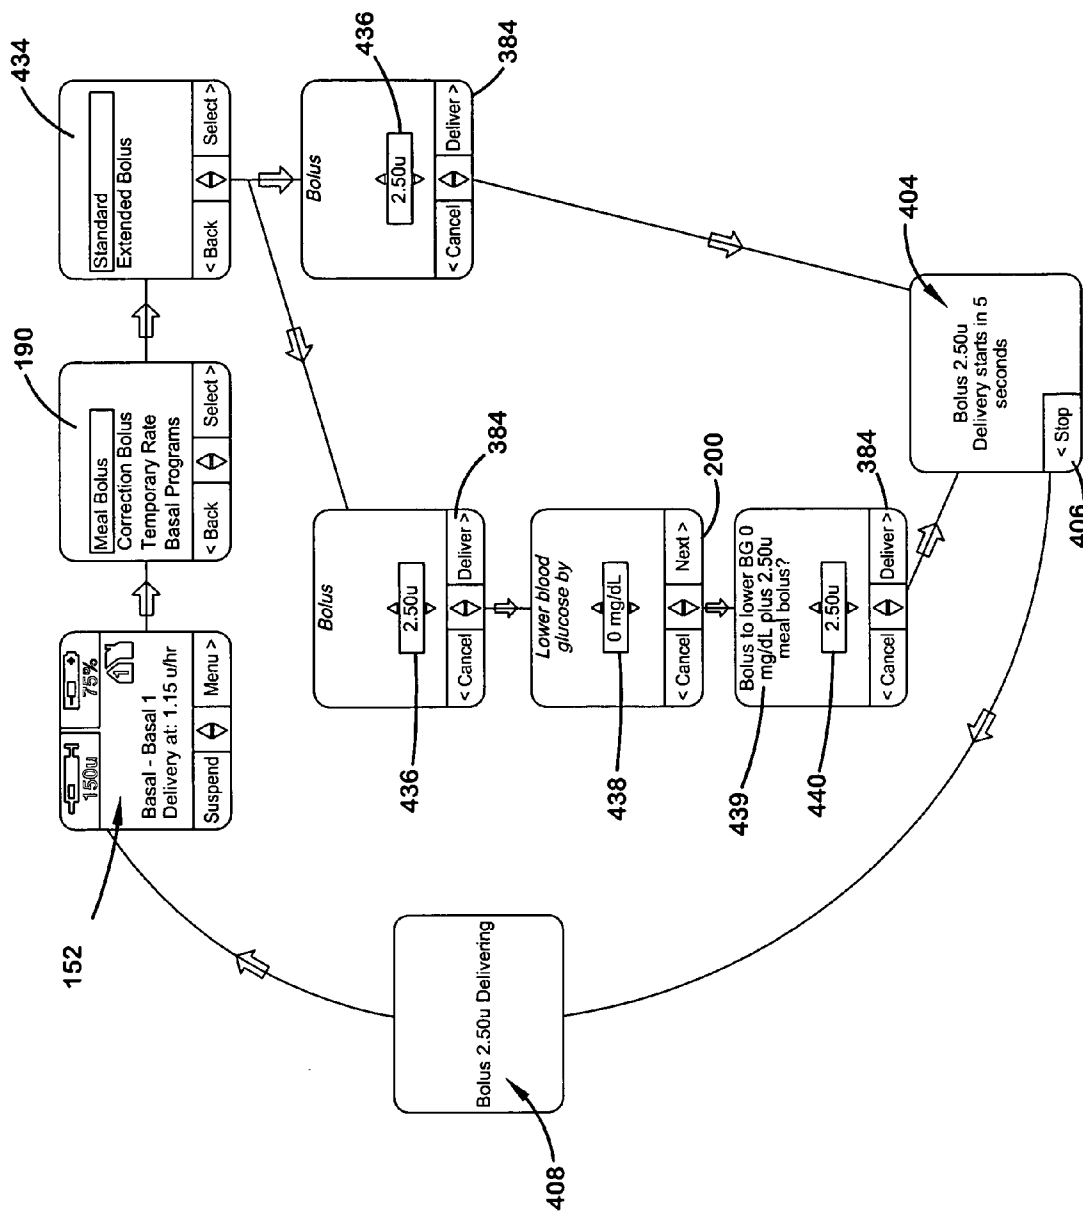 152
150u
75%
1
Basal - Basal 1
Delivery at: 1.15 u/hr
Suspend
Menu >
190
Meal Bolus
Correction Bolus
Temporary Rate
Basal Programs
< Back
Select >
434
Standard
Extended Bolus
< Back
Select >
Bolus
436
2.50u
< Cancel
Deliver >
384
Bolus
436
2.50u
< Cancel
Deliver >
384
Lower blood
glucose by
438
0 mg/dL
< Cancel
Next >
200
439
Bolus to lower BG 0
mg/dL plus 2.50u
meal bolus?
440
2.50u
< Cancel
Deliver >
384
404
Bolus 2.50u
Delivery starts in 5
seconds
< Stop
406
Bolus 2.50u Delivering
408